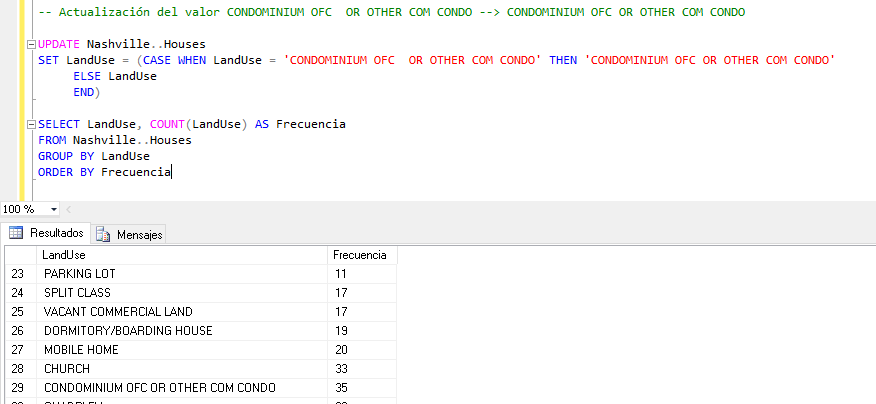 -- Actualización del valor CONDOMINIUM OFC  OR OTHER COM CONDO --> CONDOMINIUM OFC OR OTHER COM CONDO
UPDATE Nashville..Houses
SET LandUse = (CASE WHEN LandUse = 'CONDOMINIUM OFC  OR OTHER COM CONDO' THEN 'CONDOMINIUM OFC OR OTHER COM CONDO'
ELSE LandUse
END)
SELECT LandUse, COUNT(LandUse) AS Frecuencia
FROM Nashville..Houses
GROUP BY LandUse
ORDER BY Frecuencia
100 %
Resultados Mensajes
LandUse Frecuencia
23 PARKING LOT 11
24 SPLIT CLASS 17
25 VACANT COMMERCIAL LAND 17
26 DORMITORY/BOARDING HOUSE 19
27 MOBILE HOME 20
28 CHURCH 33
29 CONDOMINIUM OFC OR OTHER COM CONDO 35